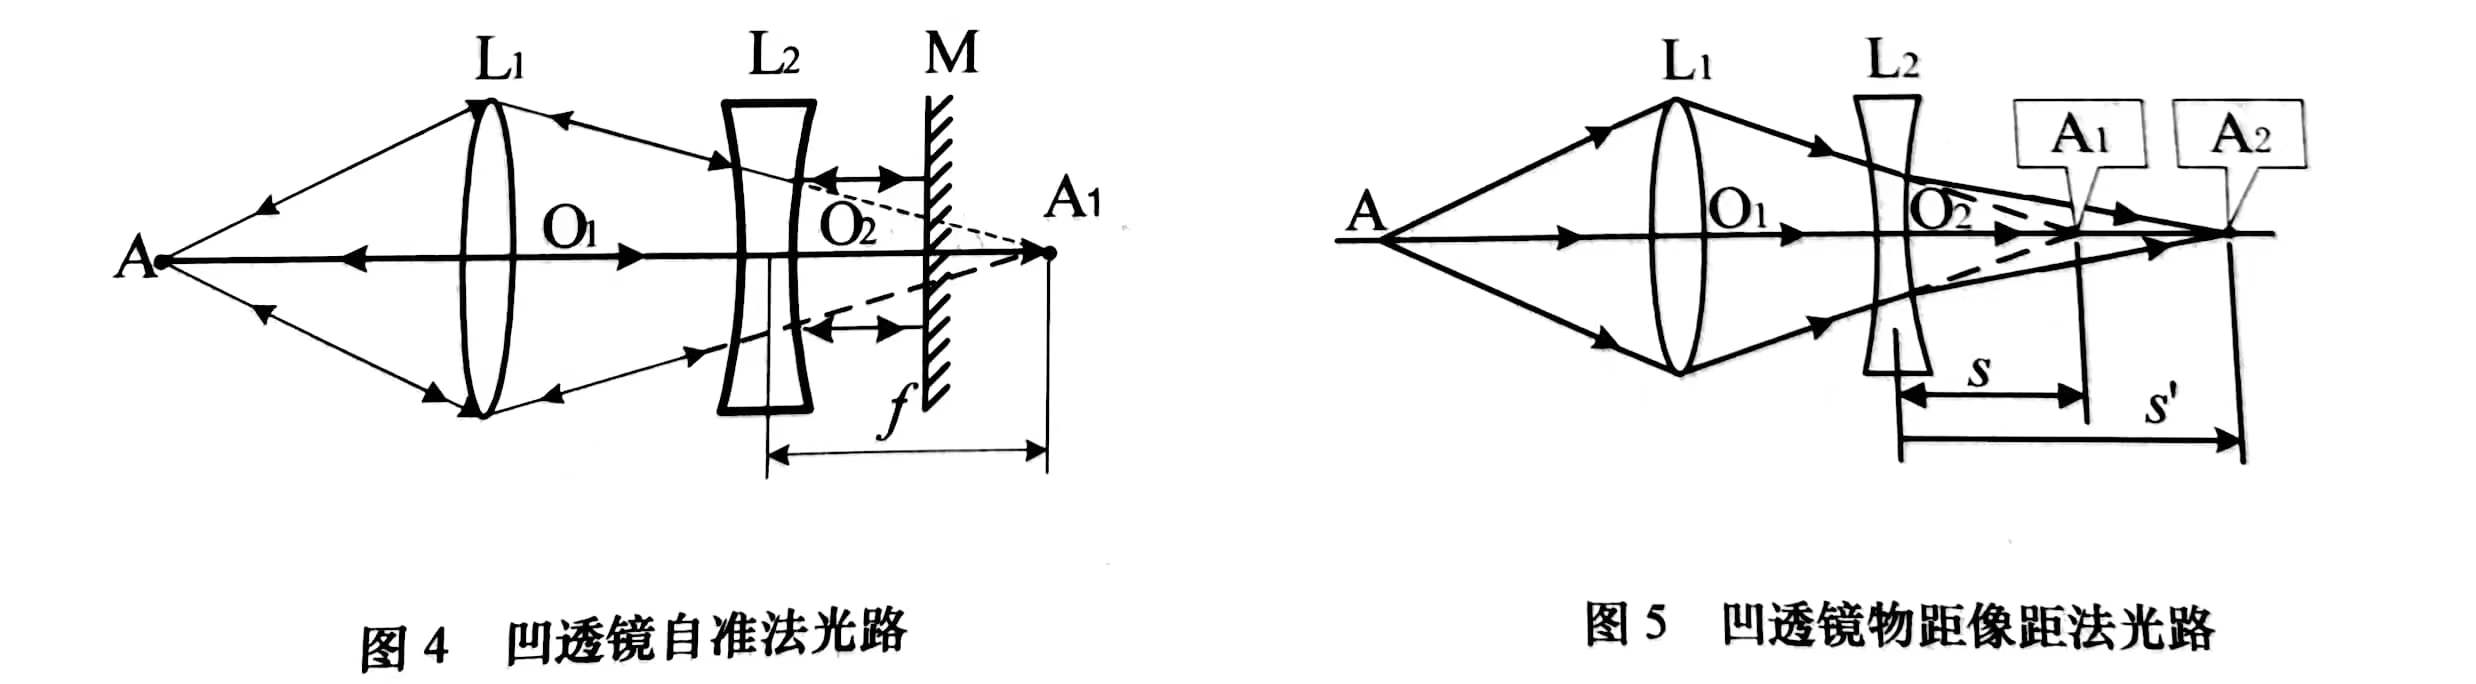 L1 L2 M
A O1 O2 A1
f
图 4 凹透镜自准法光路
L1 L2
A O1 O2 A1 A2
s
s'
图 5 凹透镜物距像距法光路